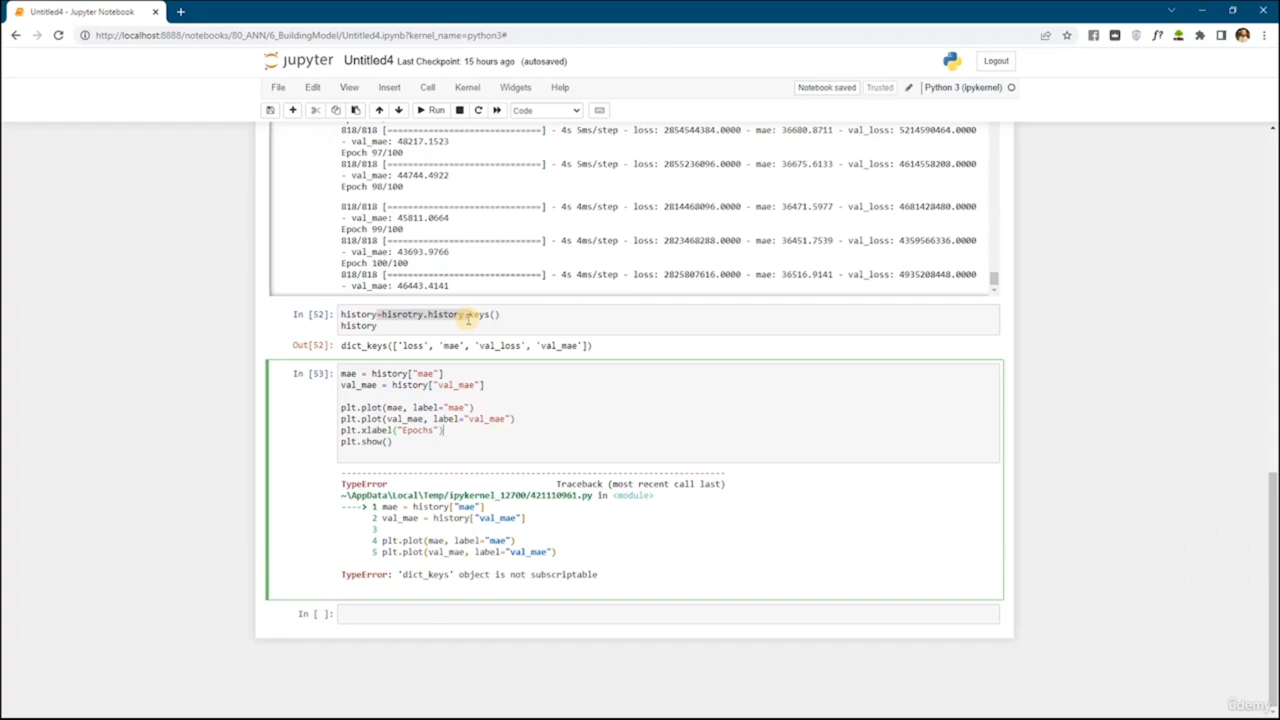 Untitled4 - Jupyter Notebook
http://localhost:8888/notebooks/80_ANN/6_BuildingModel/Untitled4.ipynb?kernel_name=python3#
jupyter Untitled4 Last Checkpoint: 15 hours ago (autosaved) Logout
File Edit View Insert Cell Kernel Widgets Help Notebook saved Trusted Python 3 (ipykernel)
Run Code
818/818 [==============================] - 4s 5ms/step - loss: 2854544384.0000 - mae: 36680.8711 - val_loss: 5214590464.0000
- val_mae: 48217.1523
Epoch 97/100
818/818 [==============================] - 4s 5ms/step - loss: 2855236096.0000 - mae: 36675.6133 - val_loss: 4614558208.0000
- val_mae: 44744.4922
Epoch 98/100
818/818 [==============================] - 4s 4ms/step - loss: 2814468096.0000 - mae: 36471.5977 - val_loss: 4681428480.0000
- val_mae: 45811.0664
Epoch 99/100
818/818 [==============================] - 4s 4ms/step - loss: 2823468288.0000 - mae: 36451.7539 - val_loss: 4359566336.0000
- val_mae: 43693.9766
Epoch 100/100
818/818 [==============================] - 4s 4ms/step - loss: 2825807616.0000 - mae: 36516.9141 - val_loss: 4935208448.0000
- val_mae: 46443.4141
In [52]: history=hisrotry.history.keys()
history
Out[52]: dict_keys(['loss', 'mae', 'val_loss', 'val_mae'])
In [53]: mae = history["mae"]
val_mae = history["val_mae"]
plt.plot(mae, label="mae")
plt.plot(val_mae, label="val_mae")
plt.xlabel("Epochs")
plt.show()
---------------------------------------------------------------------------
TypeError Traceback (most recent call last)
~\AppData\Local\Temp/ipykernel_12700/421110961.py in <module>
----> 1 mae = history["mae"]
2 val_mae = history["val_mae"]
3
4 plt.plot(mae, label="mae")
5 plt.plot(val_mae, label="val_mae")
TypeError: 'dict_keys' object is not subscriptable
In [ ]:
ûdemy